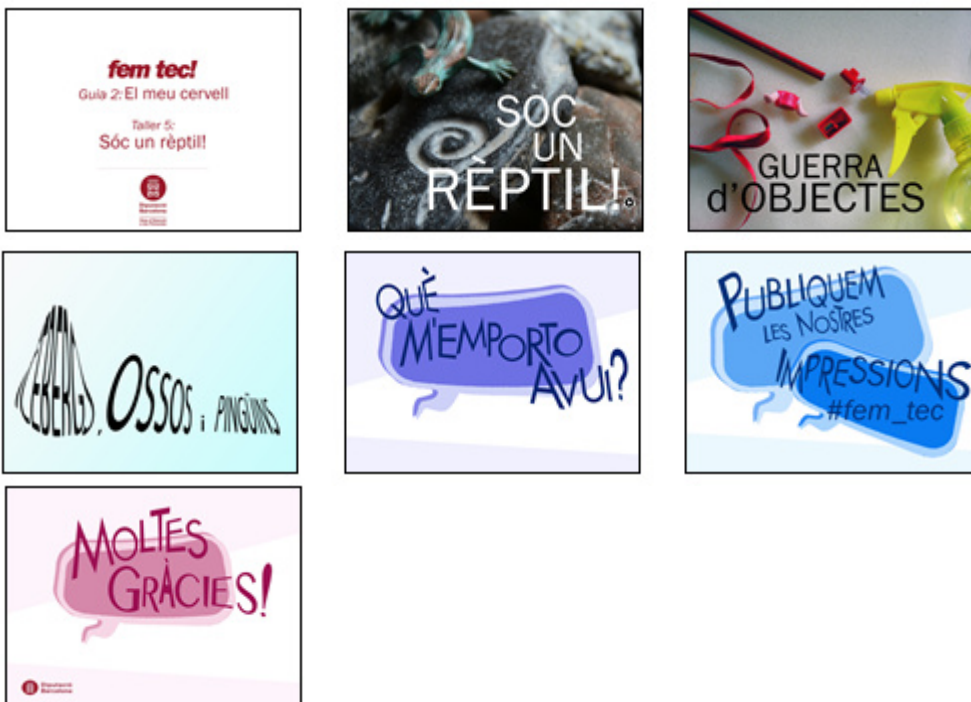 fem tec!
Guia 2: El meu cervell
Taller 5:
Sóc un rèptil!
Diputació
Barcelona
SÓC
UN
RÈPTIL!
GUERRA
d'OBJECTES
ICEBERGS, OSSOS i PINGÜINS
QUÈ
M'EMPORTO
AVUI?
PUBLIQUEM
LES NOSTRES
IMPRESSIONS
#fem_tec
MOLTES
GRÀCIES!
Diputació
Barcelona